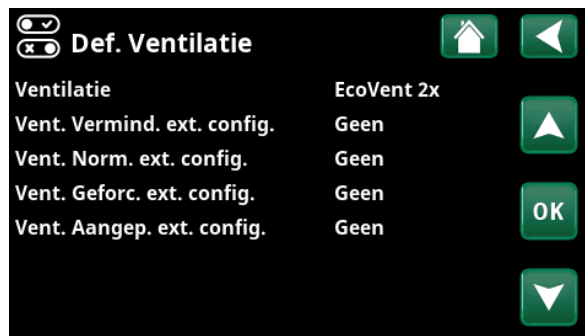 Def. Ventilatie
Ventilatie EcoVent 2x
Vent. Vermind. ext. config. Geen
Vent. Norm. ext. config. Geen
Vent. Geforc. ext. config. Geen
Vent. Aangep. ext. config. Geen
OK